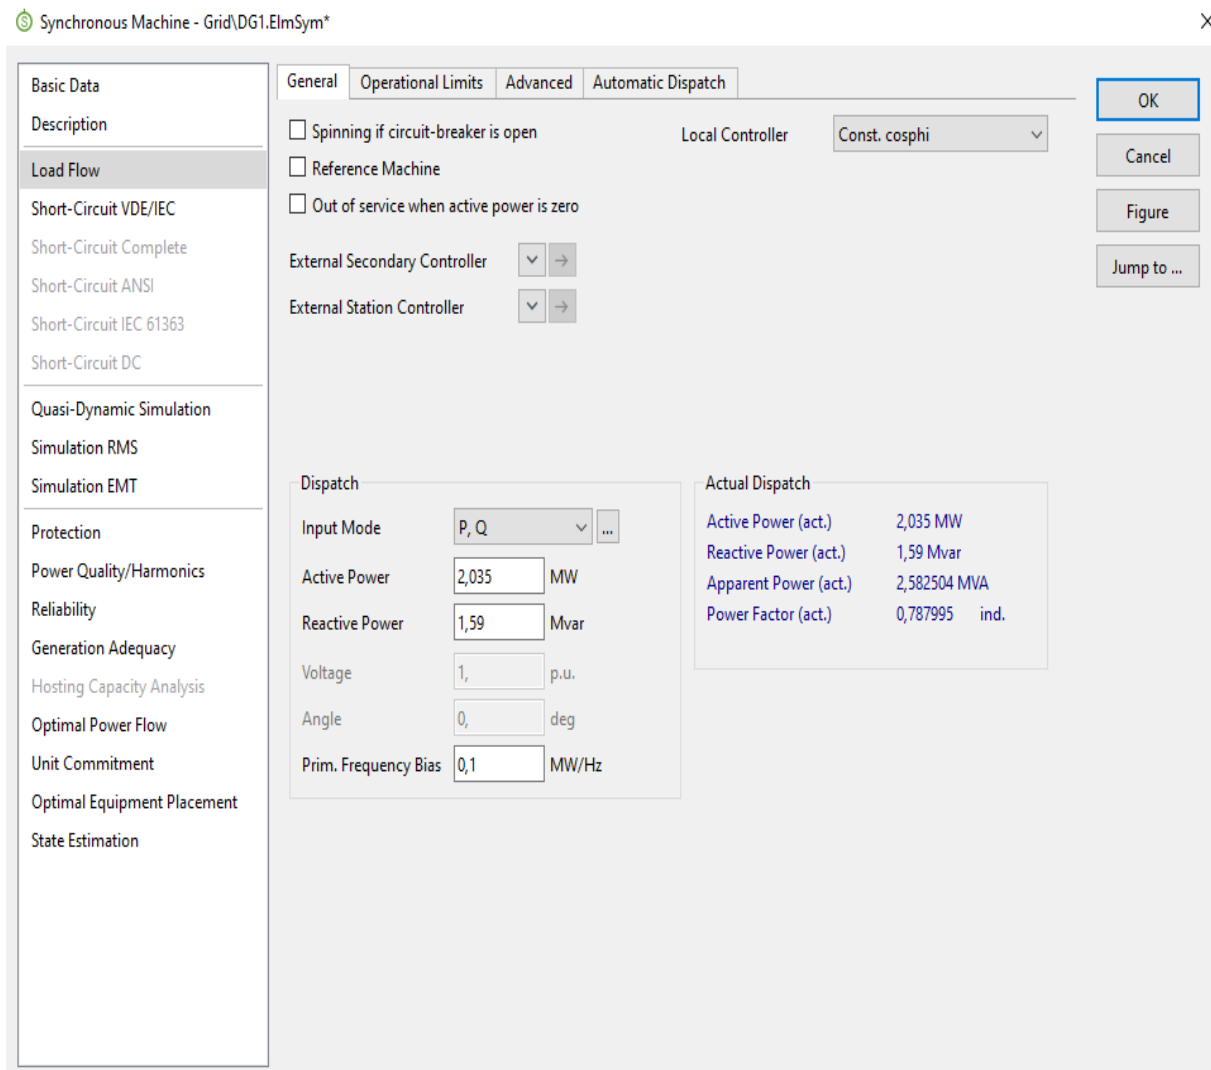 Synchronous Machine - Grid\DG1.ElmSym*
Basic Data
Description
Load Flow
Short-Circuit VDE/IEC
Short-Circuit Complete
Short-Circuit ANSI
Short-Circuit IEC 61363
Short-Circuit DC
Quasi-Dynamic Simulation
Simulation RMS
Simulation EMT
Protection
Power Quality/Harmonics
Reliability
Generation Adequacy
Hosting Capacity Analysis
Optimal Power Flow
Unit Commitment
Optimal Equipment Placement
State Estimation
General Operational Limits Advanced Automatic Dispatch
Spinning if circuit-breaker is open
Local Controller Const. cosphi
Reference Machine
Out of service when active power is zero
External Secondary Controller
External Station Controller
Dispatch
Input Mode P, Q ...
Active Power 2,035 MW
Reactive Power 1,59 Mvar
Voltage 1, p.u.
Angle 0, deg
Prim. Frequency Bias 0,1 MW/Hz
Actual Dispatch
Active Power (act.) 2,035 MW
Reactive Power (act.) 1,59 Mvar
Apparent Power (act.) 2,582504 MVA
Power Factor (act.) 0,787995 ind.
OK
Cancel
Figure
Jump to ...